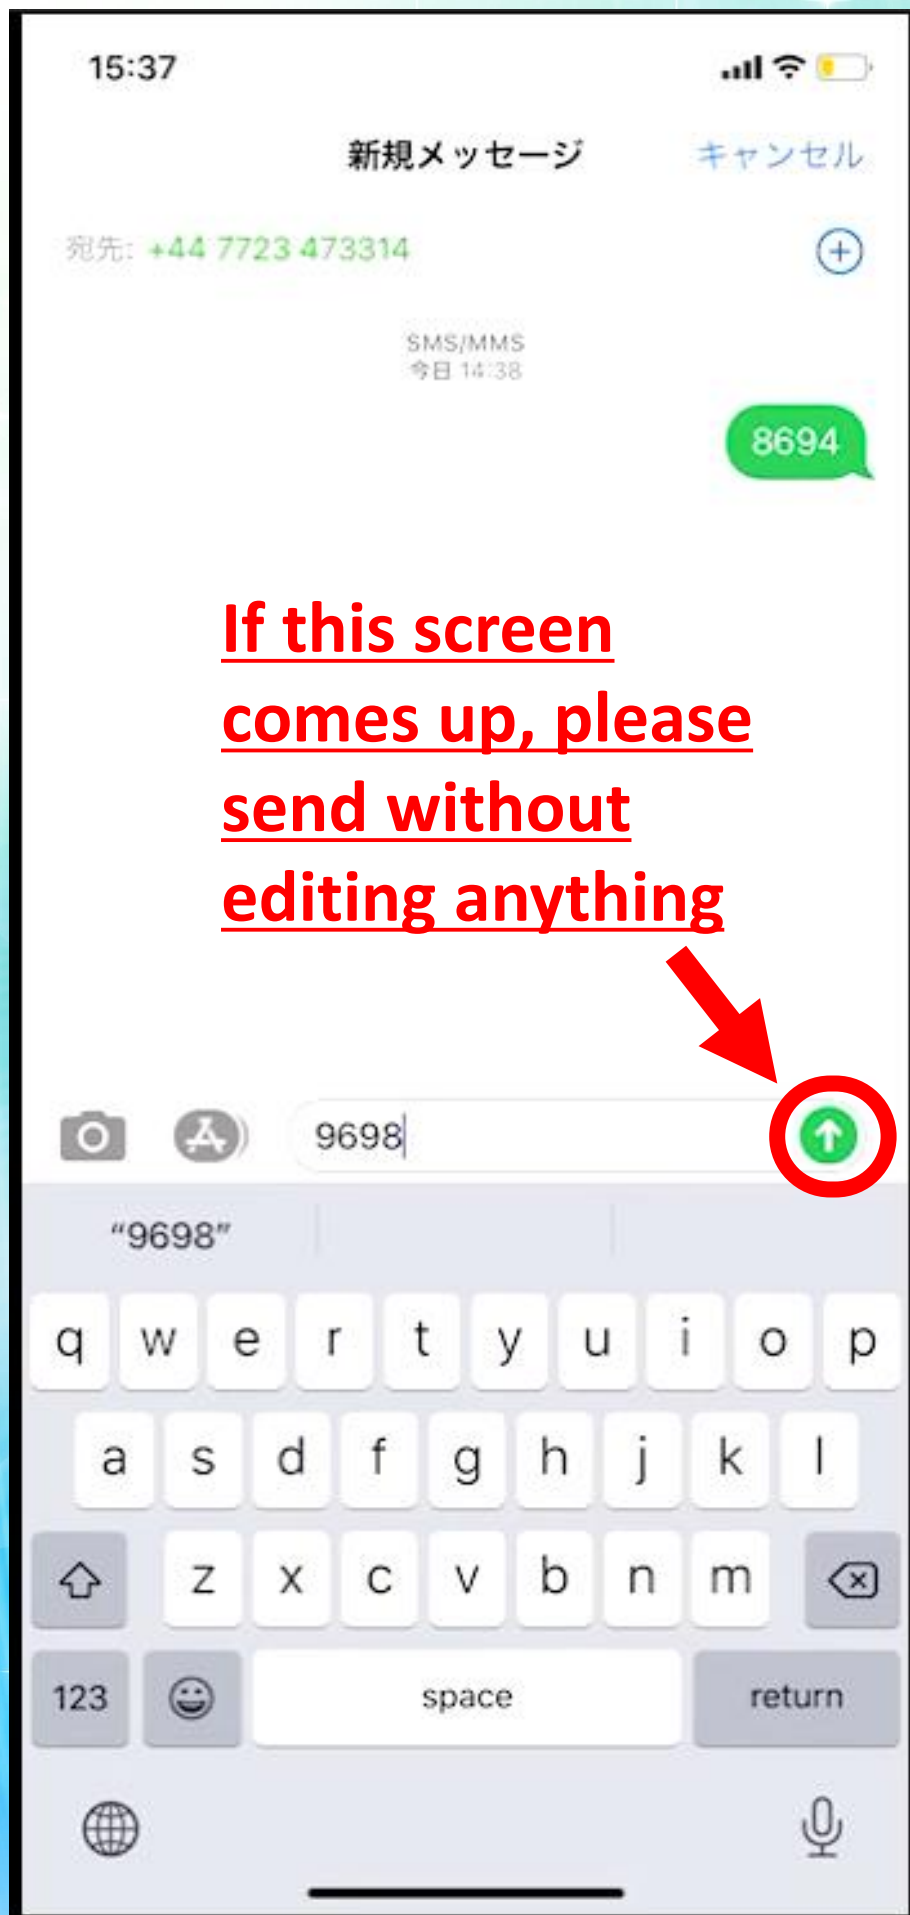 15:37
新規メッセージ キャンセル
宛先: +44 7723 473314
SMS/MMS
今日 14:38
8694
If this screen
comes up, please
send without
editing anything
9698
“9698”
q w e r t y u i o p
a s d f g h j k l
z x c v b n m
123 space return